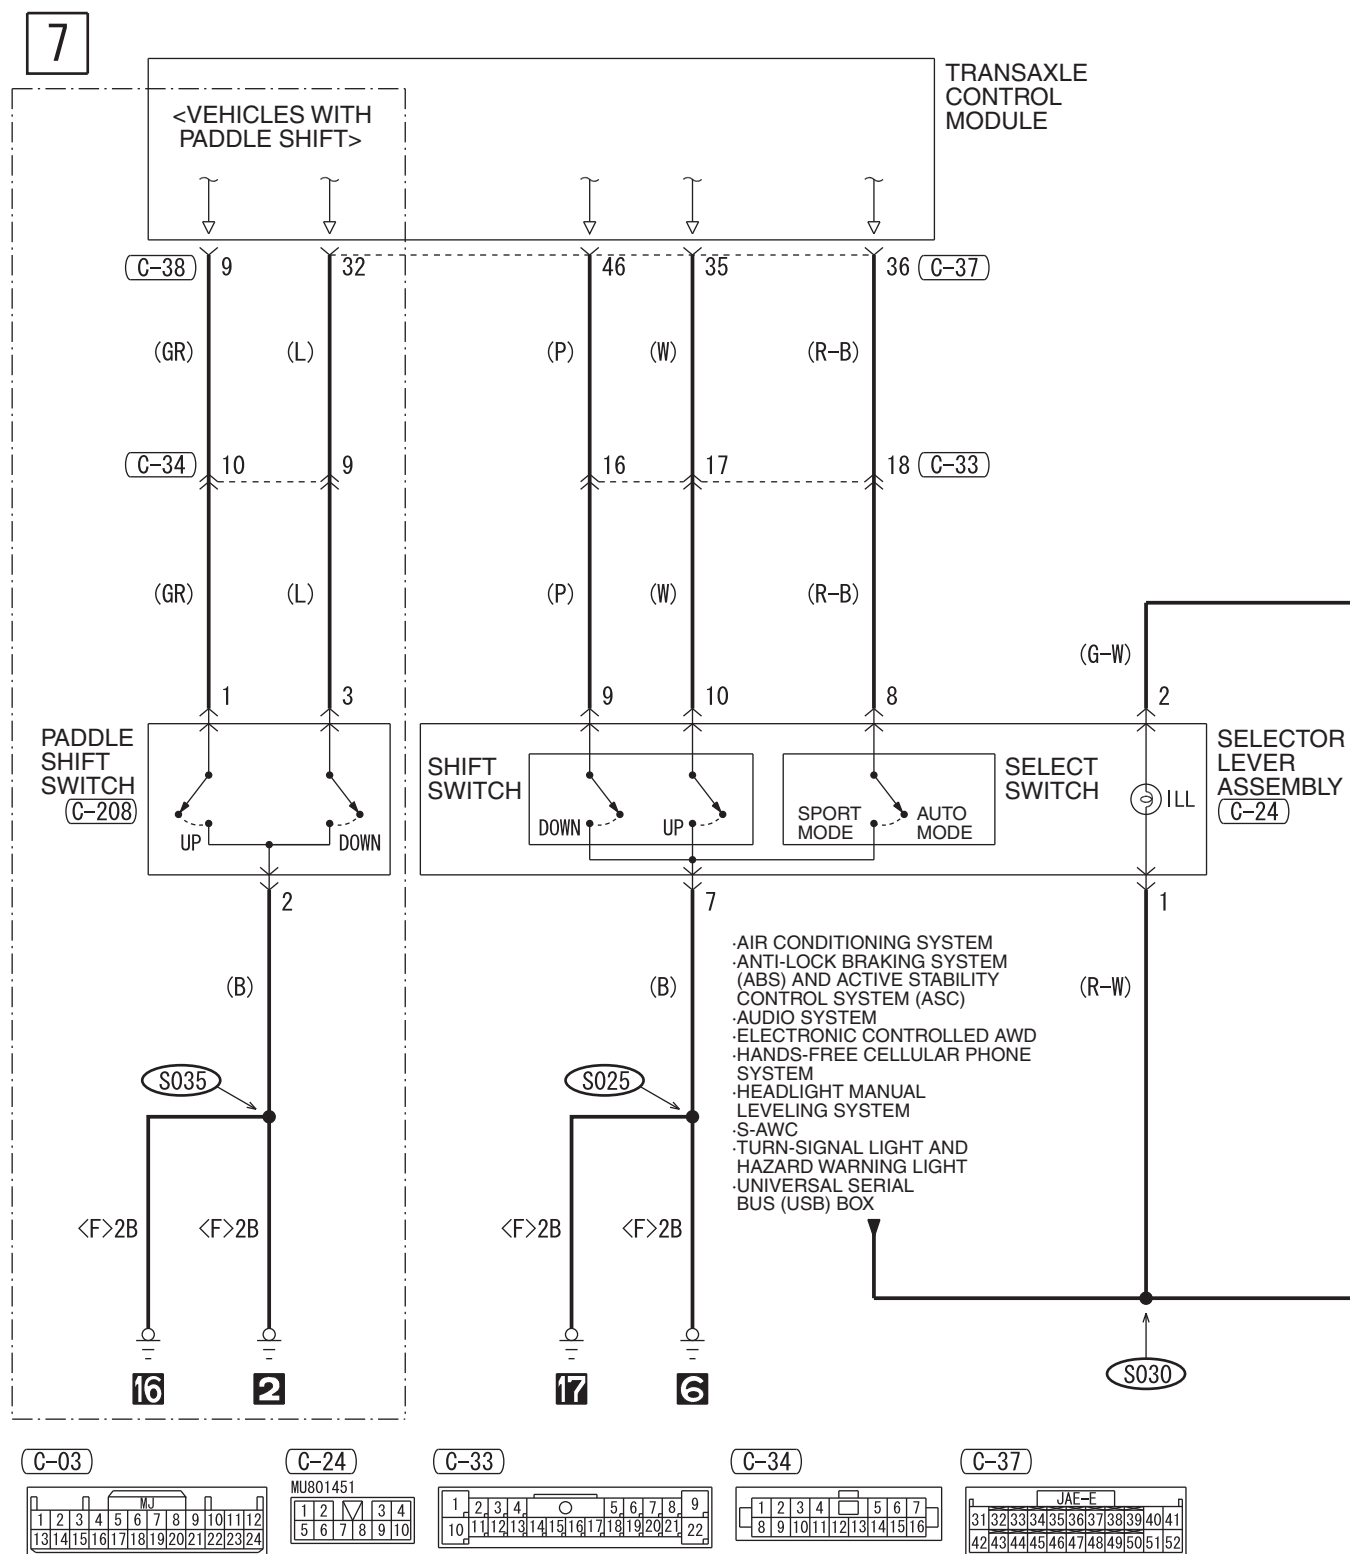 7
TRANSAXLE
CONTROL
MODULE
<VEHICLES WITH
PADDLE SHIFT>
C-38 9 32 46 35 36 C-37
(GR) (L) (P) (W) (R-B)
C-34 10 9 16 17 18 C-33
(GR) (L) (P) (W) (R-B)
(G-W)
1 3 9 10 8 2
PADDLE
SHIFT
SWITCH
C-208
UP DOWN
SHIFT
SWITCH
DOWN UP
SPORT
MODE
AUTO
MODE
SELECT
SWITCH
ILL
SELECTOR
LEVER
ASSEMBLY
C-24
2 7 1
(B) (B) (R-W)
·AIR CONDITIONING SYSTEM
·ANTI-LOCK BRAKING SYSTEM
(ABS) AND ACTIVE STABILITY
CONTROL SYSTEM (ASC)
·AUDIO SYSTEM
·ELECTRONIC CONTROLLED AWD
·HANDS-FREE CELLULAR PHONE
SYSTEM
·HEADLIGHT MANUAL
LEVELING SYSTEM
·S-AWC
·TURN-SIGNAL LIGHT AND
HAZARD WARNING LIGHT
·UNIVERSAL SERIAL
BUS (USB) BOX
S035 S025
<F>2B <F>2B <F>2B <F>2B
S030
16 2 17 6
C-03
MJ
1 2 3 4 5 6 7 8 9 10 11 12
13 14 15 16 17 18 19 20 21 22 23 24
C-24
MU801451
1 2 3 4
5 6 7 8 9 10
C-33
1 2 3 4 5 6 7 8 9
10 11 12 13 14 15 16 17 18 19 20 21 22
C-34
1 2 3 4 5 6 7
8 9 10 11 12 13 14 15 16
C-37
JAE-E
31 32 33 34 35 36 37 38 39 40 41
42 43 44 45 46 47 48 49 50 51 52